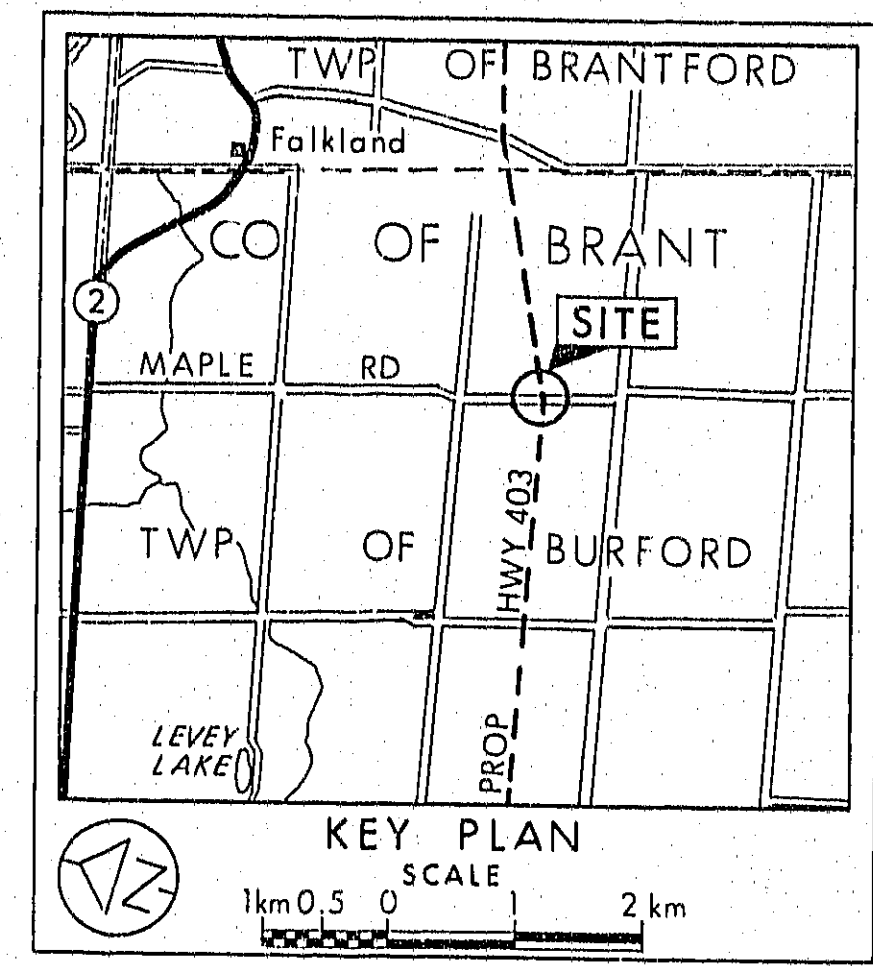 TWP OF BRANTFORD
Falkland
CO OF BRANT
2
SITE
MAPLE RD
HWY 403
TWP OF BURFORD
PROP
LEVEY
LAKE
KEY PLAN
SCALE
N
1km 0.5 0 1 2 km